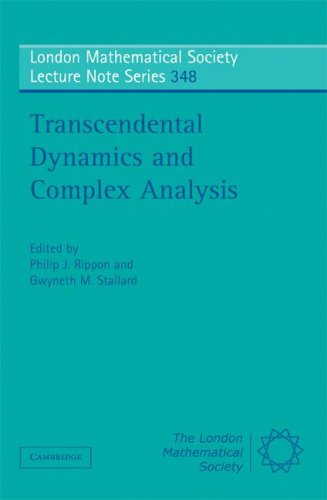 London Mathematical Society
Lecture Note Series 348
Transcendental
Dynamics and
Complex Analysis
Edited by
Philip J. Rippon and
Gwyneth M. Stallard
CAMBRIDGE
The London
Mathematical
Society